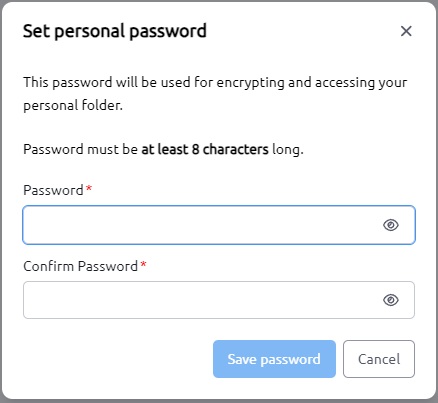 Set personal password
This password will be used for encrypting and accessing your
personal folder.
Password must be at least 8 characters long.
Password*
Confirm Password*
Save password
Cancel